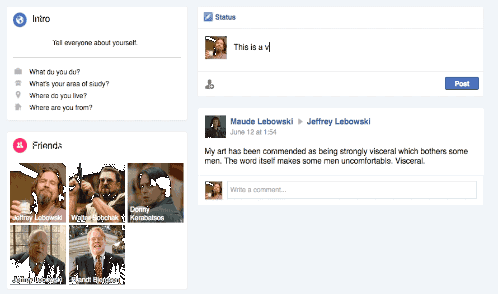 Intro
Tell everyone about yourself.
What do you do?
What's your area of study?
Where do you live?
Where are you from?
Friends
Jeffrey Lebowski
Walter Sobchak
Donny
Kerabatsos
Brandt
Status
This is a v
Post
Maude Lebowski Jeffrey Lebowski
June 12 at 1:54
My art has been commended as being strongly visceral which bothers some
men. The word itself makes some men uncomfortable. Visceral.
Write a comment...